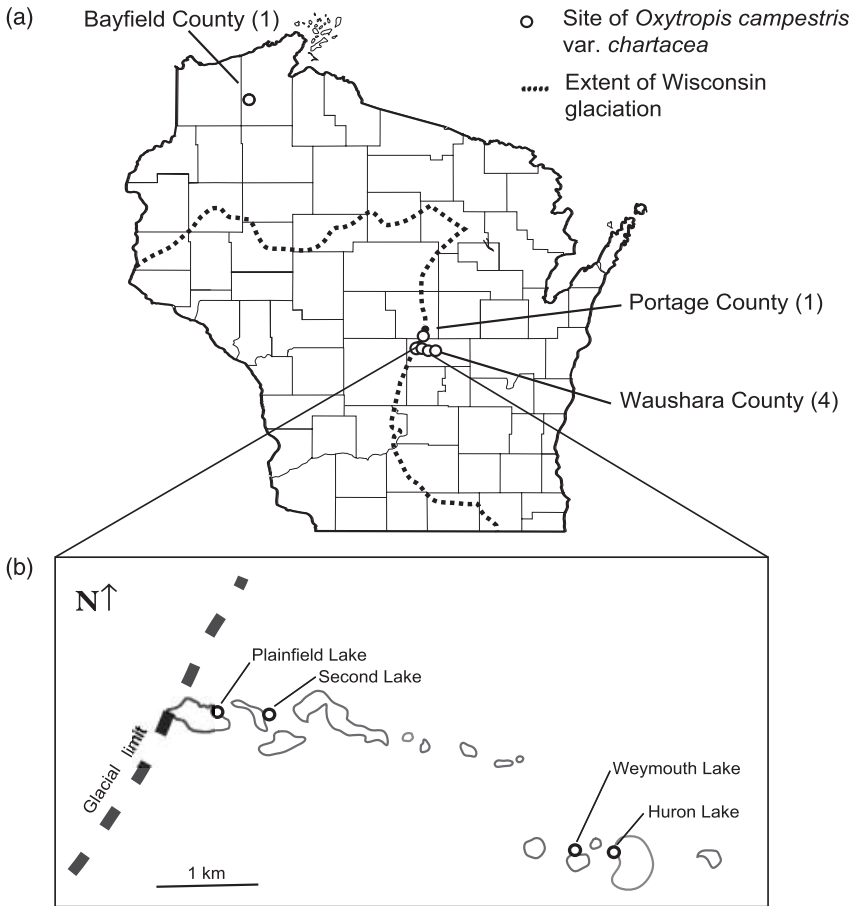 (a)
Bayfield County (1)
Site of Oxytropis campestris
var. chartacea
Extent of Wisconsin
glaciation
Portage County (1)
Waushara County (4)
(b)
N↑
Plainfield Lake
Second Lake
Glacial limit
Weymouth Lake
Huron Lake
1 km